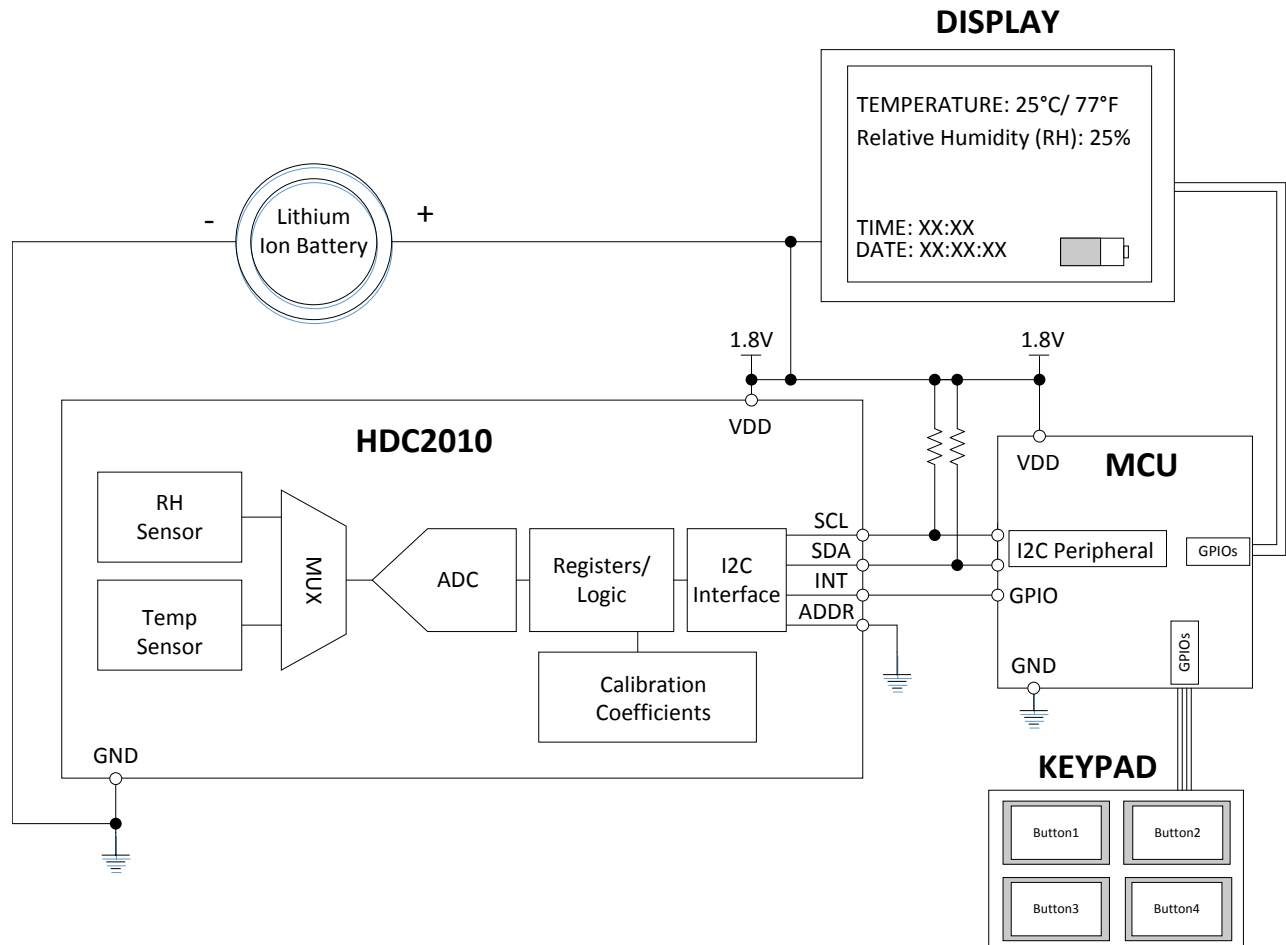 DISPLAY
TEMPERATURE: 25°C/ 77°F
Relative Humidity (RH): 25%
TIME: XX:XX
DATE: XX:XX:XX
-
+
Lithium
Ion Battery
1.8V
1.8V
VDD
HDC2010
VDD
MCU
RH
Sensor
Temp
Sensor
MUX
ADC
Registers/
Logic
I2C
Interface
Calibration
Coefficients
SCL
SDA
INT
ADDR
I2C Peripheral
GPIOs
GPIO
GPIOs
GND
GND
KEYPAD
Button1
Button2
Button3
Button4